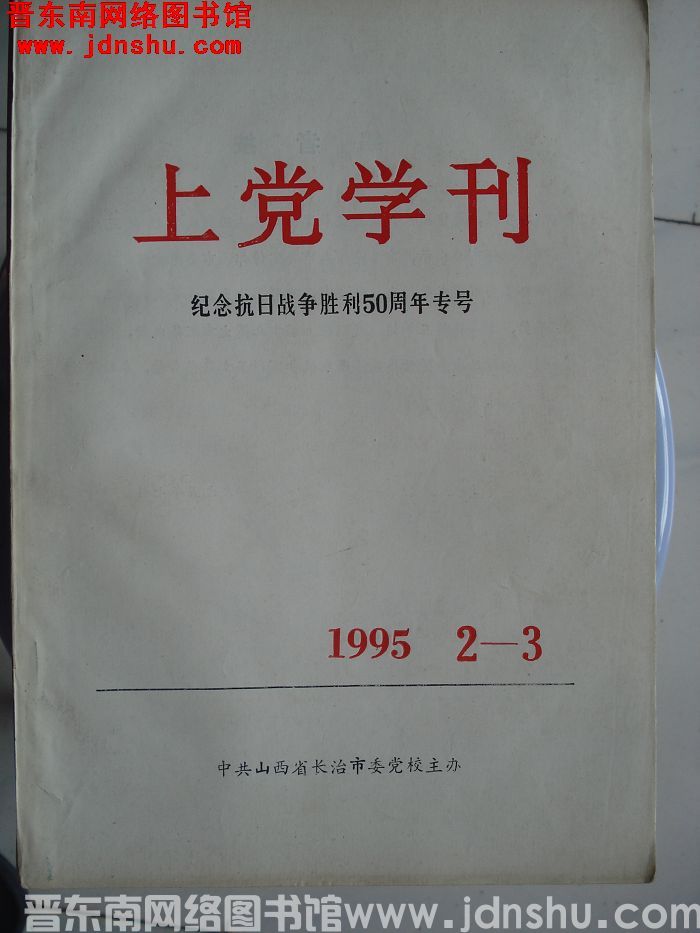 晋东南网络图书馆
www.jdnshu.com
上党学刊
纪念抗日战争胜利50周年专号
1995 2—3
中共山西省长治市委党校主办
晋东南网络图书馆www.jdnshu.com